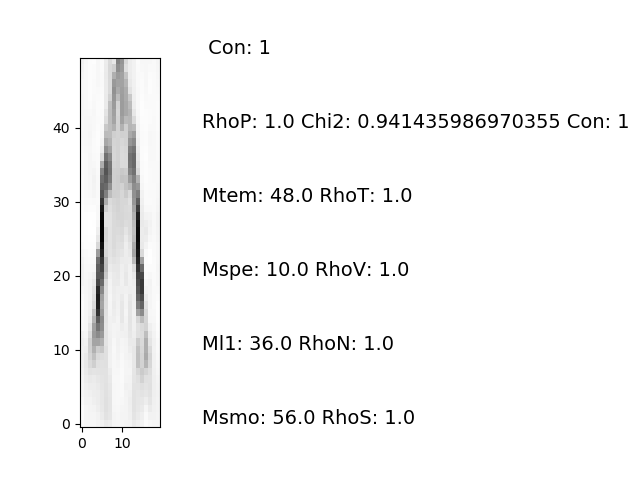 Con: 1
RhoP: 1.0 Chi2: 0.941435986970355 Con: 1
Mtem: 48.0 RhoT: 1.0
Mspe: 10.0 RhoV: 1.0
Ml1: 36.0 RhoN: 1.0
Msmo: 56.0 RhoS: 1.0
40
30
20
10
0
0 10